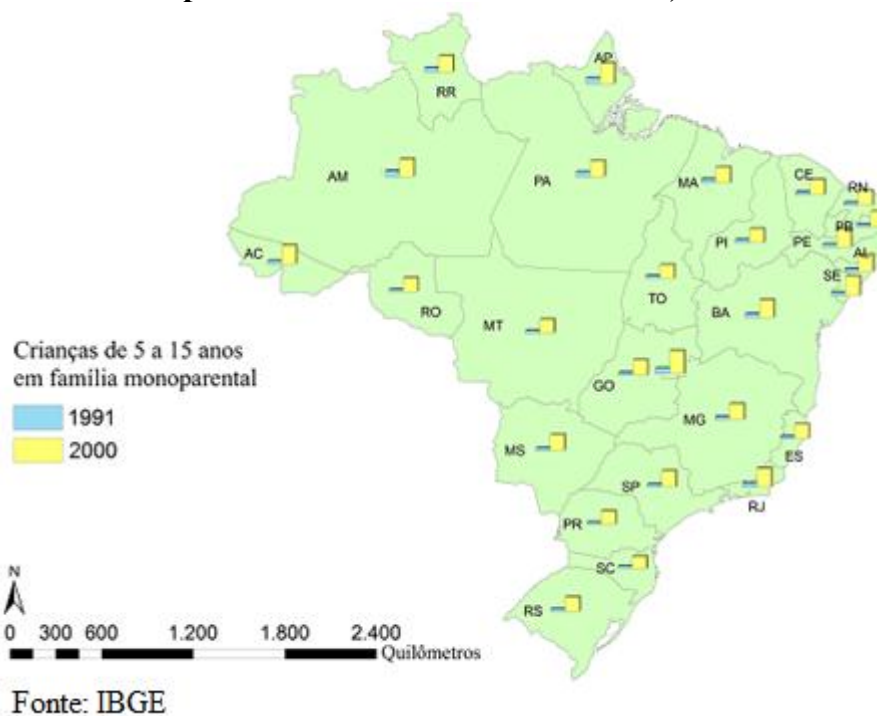 RR
AP
AM
PA
MA
CE
RN
PB
PI
PE
AL
SE
AC
RO
TO
BA
MT
GO
MG
ES
MS
SP
RJ
PR
SC
RS
Crianças de 5 a 15 anos
em família monoparental
1991
2000
N
0 300 600 1.200 1.800 2.400
Quilômetros
Fonte: IBGE